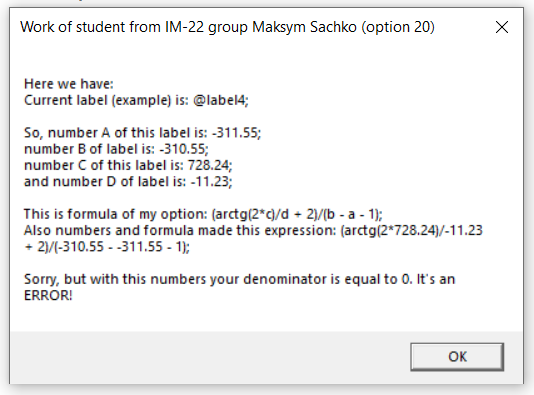 Work of student from IM-22 group Maksym Sachko (option 20)
Here we have:
Current label (example) is: @label4;
So, number A of this label is: -311.55;
number B of label is: -310.55;
number C of this label is: 728.24;
and number D of label is: -11.23;
This is formula of my option: (arctg(2*c)/d + 2)/(b - a - 1);
Also numbers and formula made this expression: (arctg(2*728.24)/-11.23
+ 2)/(-310.55 - -311.55 - 1);
Sorry, but with this numbers your denominator is equal to 0. It's an
ERROR!
OK